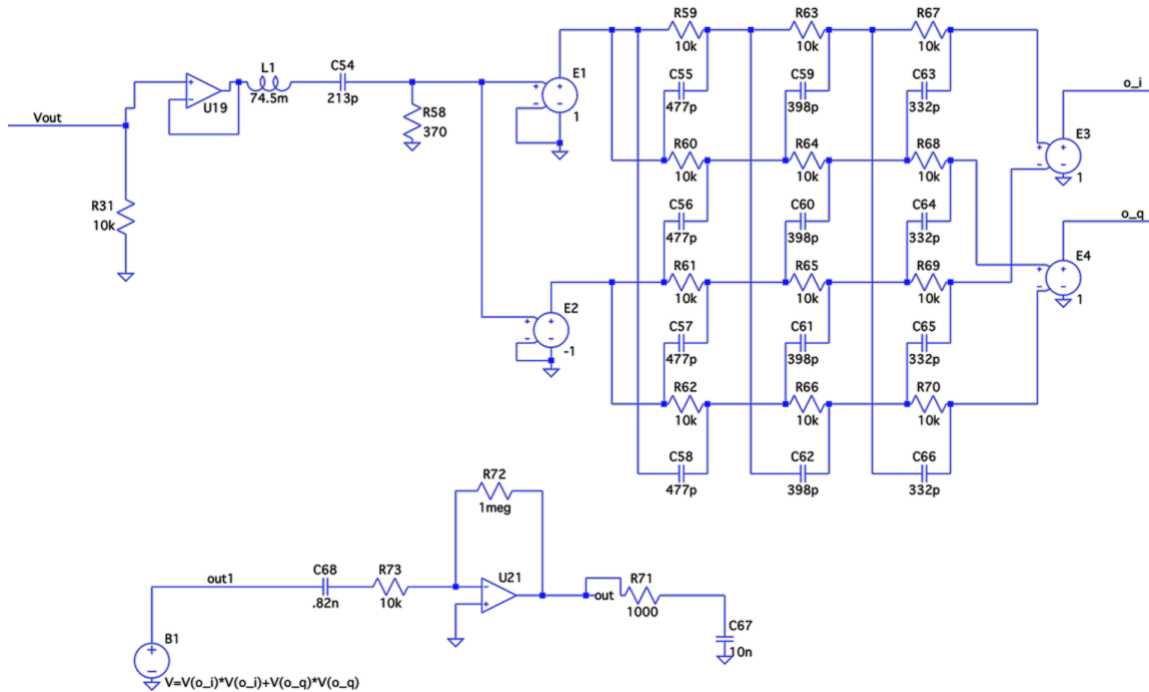 R59
10k
R63
10k
R67
10k
L1
74.5m
C54
213p
E1
1
U19
C55
477p
C59
398p
C63
332p
o_i
Vout
R58
370
E3
1
R60
10k
R64
10k
R68
10k
R31
10k
C56
477p
C60
398p
C64
332p
o_q
R61
10k
R65
10k
R69
10k
E4
1
E2
-1
C57
477p
C61
398p
C65
332p
R62
10k
R66
10k
R70
10k
C58
477p
C62
398p
C66
332p
R72
1meg
out1
C68
.82n
R73
10k
U21
out
R71
1000
C67
10n
B1
V=V(o_i)*V(o_i)+V(o_q)*V(o_q)